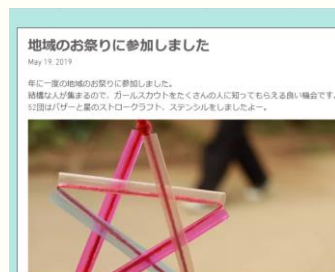 地域のお祭りに参加しました
May 19, 2019
年に一度の地域のお祭りに参加しました。
結構な人が集まるので、ガールスカウトをたくさんの人に知ってもらえる良い機会です。
52団はバザーと星のストロークラフト、ステンシルをしましたよー。